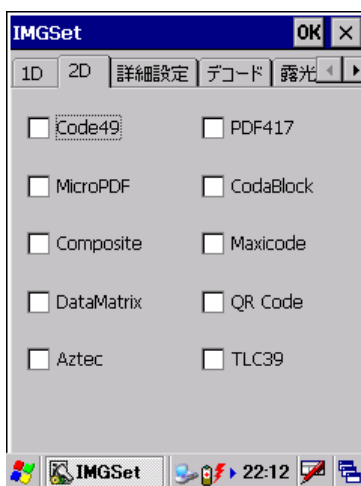 IMGSet OK ×
1D 2D 詳細設定 デコード 露光
Code49 PDF417
MicroPDF CodaBlock
Composite Maxicode
DataMatrix QR Code
Aztec TLC39
IMGSet 22:12